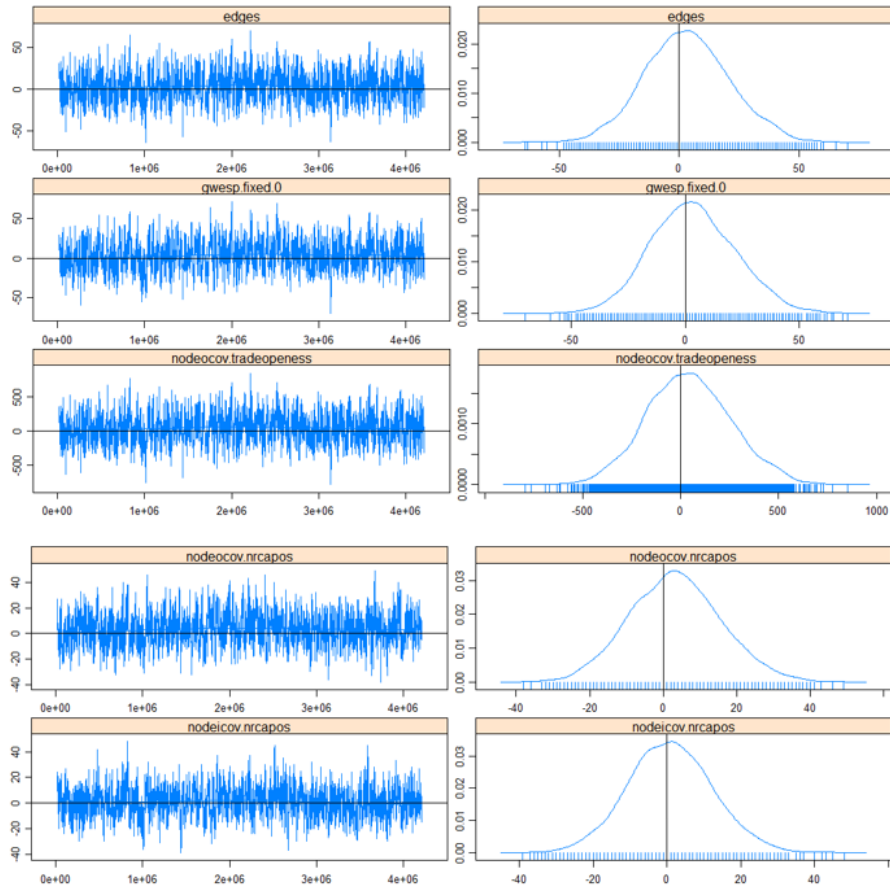 edges
50
0
-50
0e+00 1e+06 2e+06 3e+06 4e+06
edges
0.020
0.010
0.000
-50 0 50
gwesp.fixed.0
50
0
-50
0e+00 1e+06 2e+06 3e+06 4e+06
gwesp.fixed.0
0.020
0.010
0.000
-50 0 50
nodeocov.tradeopeness
500
0
-500
0e+00 1e+06 2e+06 3e+06 4e+06
nodeocov.tradeopeness
0.0010
0.0000
-500 0 500 1000
nodeocov.nrcapos
40
20
0
-20
-40
0e+00 1e+06 2e+06 3e+06 4e+06
nodeocov.nrcapos
0.03
0.02
0.01
0.00
-40 -20 0 20 40
nodeicov.nrcapos
40
20
0
-20
-40
0e+00 1e+06 2e+06 3e+06 4e+06
nodeicov.nrcapos
0.03
0.02
0.01
0.00
-40 -20 0 20 40